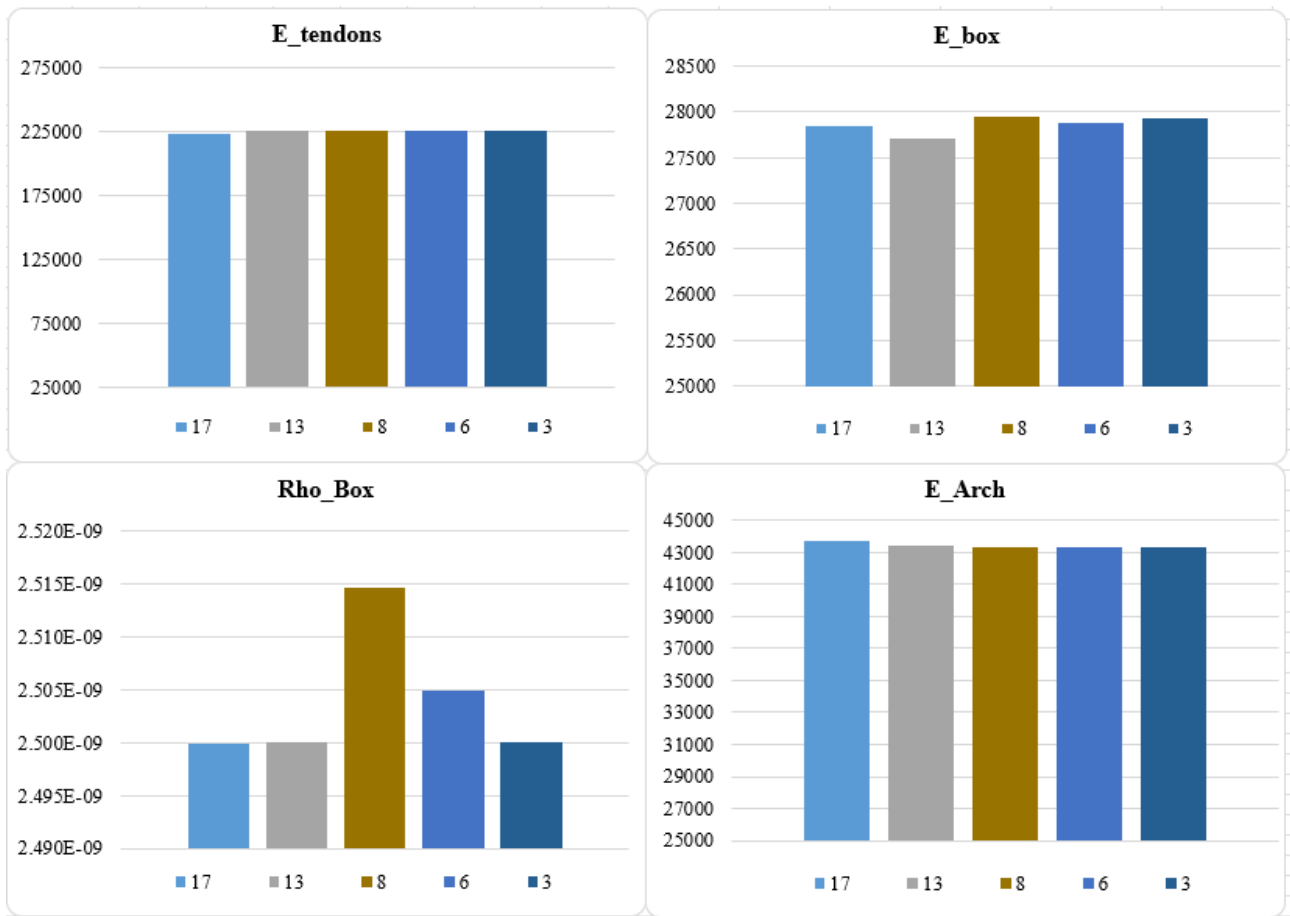 E_tendons
275000
225000
175000
125000
75000
25000
17 13 8 6 3
E_box
28500
28000
27500
27000
26500
26000
25500
25000
17 13 8 6 3
Rho_Box
2.520E-09
2.515E-09
2.510E-09
2.505E-09
2.500E-09
2.495E-09
2.490E-09
17 13 8 6 3
E_Arch
45000
43000
41000
39000
37000
35000
33000
31000
29000
27000
25000
17 13 8 6 3